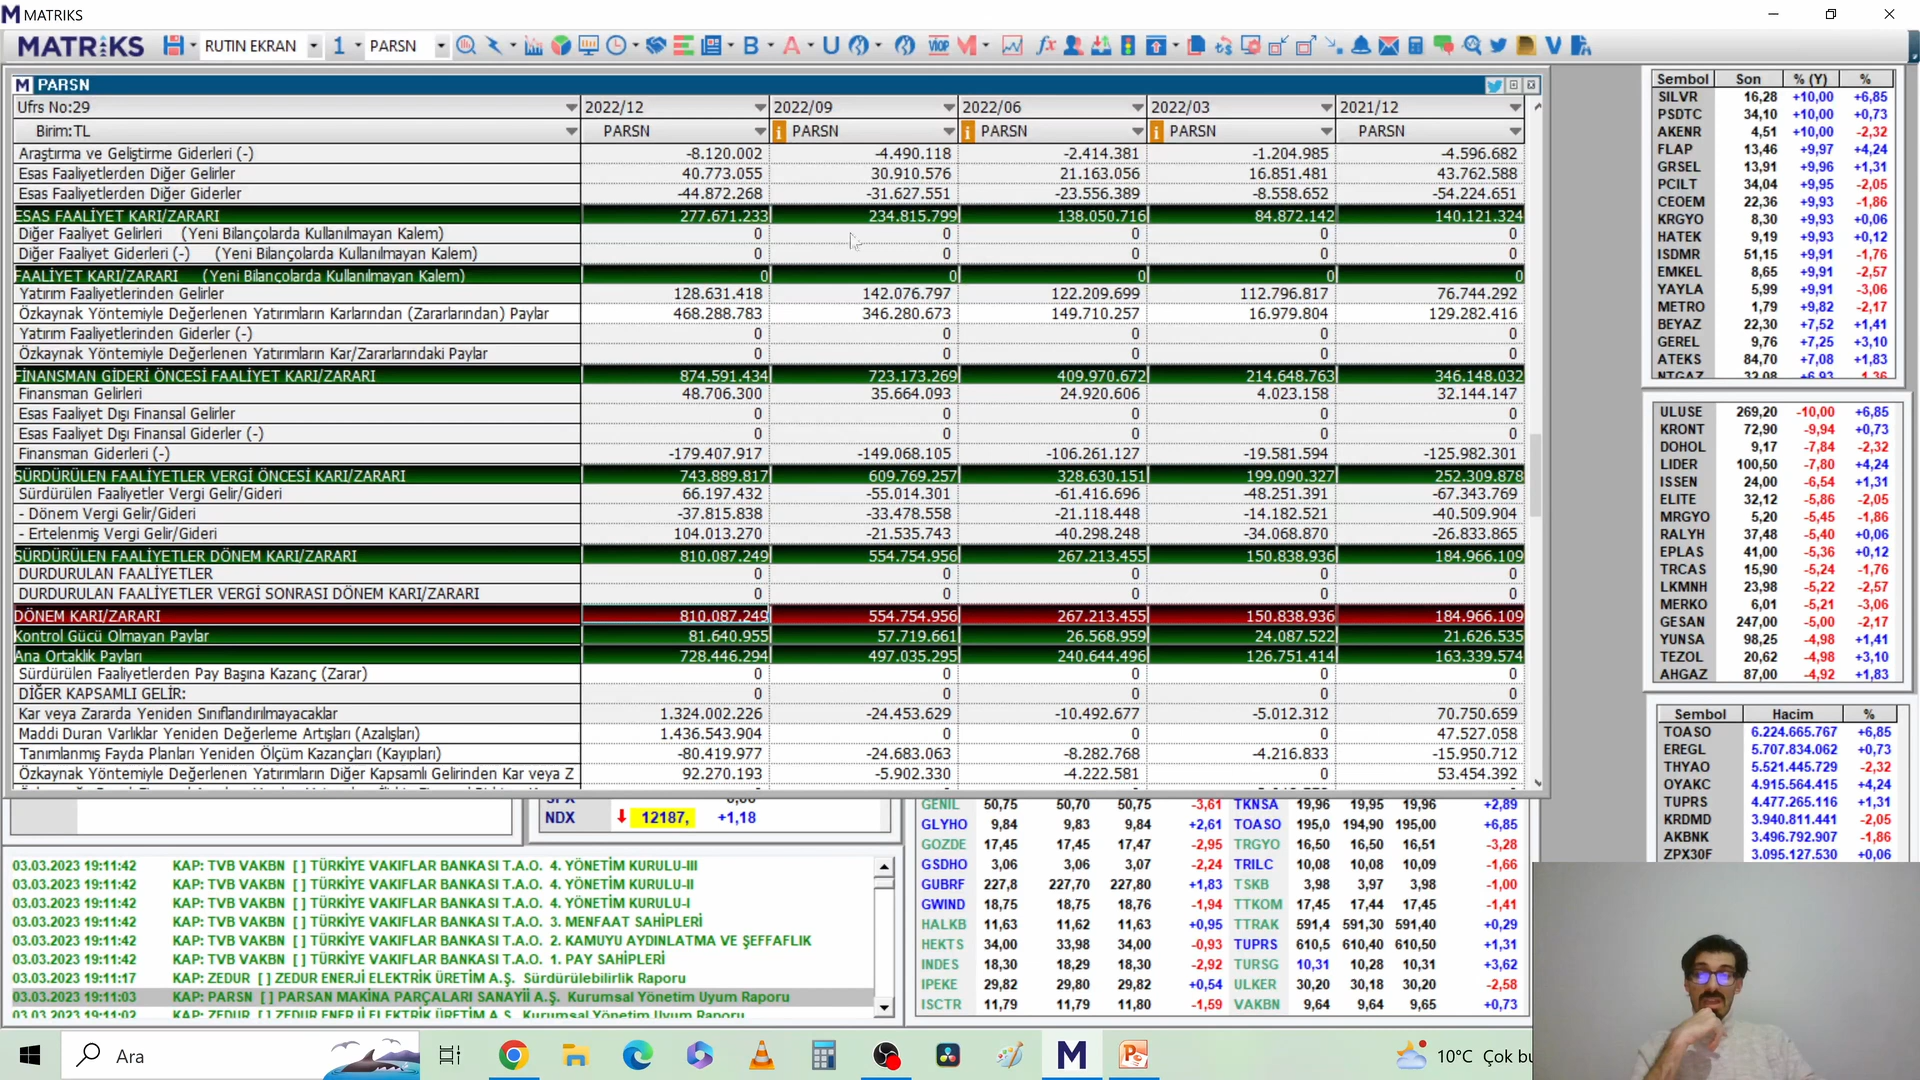 MATRIKS
MATRIKS RUTIN EKRAN 1 PARSN
PARSN
Ufrs No:29 2022/12 2022/09 2022/06 2022/03 2021/12
Birim:TL PARSN PARSN PARSN PARSN PARSN
Araştırma ve Geliştirme Giderleri (-) -8.120.002 -4.490.118 -2.414.381 -1.204.985 -4.596.682
Esas Faaliyetlerden Diğer Gelirler 40.773.055 30.910.576 21.163.056 16.851.481 43.762.588
Esas Faaliyetlerden Diğer Giderler -44.872.268 -31.627.551 -23.556.389 -8.558.652 -54.224.651
ESAS FAALİYET KARI/ZARARI 277.671.233 234.815.799 138.050.716 84.872.142 140.121.324
Diğer Faaliyet Gelirleri (Yeni Bilançolarda Kullanılmayan Kalem) 0 0 0 0 0
Diğer Faaliyet Giderleri (-) (Yeni Bilançolarda Kullanılmayan Kalem) 0 0 0 0 0
FAALİYET KARI/ZARARI (Yeni Bilançolarda Kullanılmayan Kalem) 0 0 0 0 0
Yatırım Faaliyetlerinden Gelirler 128.631.418 142.076.797 122.209.699 112.796.817 76.744.292
Özkaynak Yöntemiyle Değerlenen Yatırımların Karlarından (Zararlarından) Paylar 468.288.783 346.280.673 149.710.257 16.979.804 129.282.416
Yatırım Faaliyetlerinden Giderler (-) 0 0 0 0 0
Özkaynak Yöntemiyle Değerlenen Yatırımların Kar/Zararlarındaki Paylar 0 0 0 0 0
FİNANSMAN GİDERİ ÖNCESİ FAALİYET KARI/ZARARI 874.591.434 723.173.269 409.970.672 214.648.763 346.148.032
Finansman Gelirleri 48.706.300 35.664.093 24.920.606 4.023.158 32.144.147
Esas Faaliyet Dışı Finansal Gelirler 0 0 0 0 0
Esas Faaliyet Dışı Finansal Giderler (-) 0 0 0 0 0
Finansman Giderleri (-) -179.407.917 -149.068.105 -106.261.127 -19.581.594 -125.982.301
SÜRDÜRÜLEN FAALİYETLER VERGİ ÖNCESİ KARI/ZARARI 743.889.817 609.769.257 328.630.151 199.090.327 252.309.878
Sürdürülen Faaliyetler Vergi Gelir/Gideri 66.197.432 -55.014.301 -61.416.696 -48.251.391 -67.343.769
- Dönem Vergi Gelir/Gideri -37.815.838 -33.478.558 -21.118.448 -14.182.521 -40.509.904
- Ertelenmiş Vergi Gelir/Gideri 104.013.270 -21.535.743 -40.298.248 -34.068.870 -26.833.865
SÜRDÜRÜLEN FAALİYETLER DÖNEM KARI/ZARARI 810.087.249 554.754.956 267.213.455 150.838.936 184.966.109
DURDURULAN FAALİYETLER 0 0 0 0 0
DURDURULAN FAALİYETLER VERGİ SONRASI DÖNEM KARI/ZARARI 0 0 0 0 0
DÖNEM KARI/ZARARI 810.087.249 554.754.956 267.213.455 150.838.936 184.966.109
Kontrol Gücü Olmayan Paylar 81.640.955 57.719.661 26.568.959 24.087.522 21.626.535
Ana Ortaklık Payları 728.446.294 497.035.295 240.644.496 126.751.414 163.339.574
Sürdürülen Faaliyetlerden Pay Başına Kazanç (Zarar) 0 0 0 0 0
DİĞER KAPSAMLI GELİR: 0 0 0 0 0
Kar veya Zararda Yeniden Sınıflandırılmayacaklar 1.324.002.226 -24.453.629 -10.492.677 -5.012.312 70.750.659
Maddi Duran Varlıklar Yeniden Değerleme Artışları (Azalışları) 1.436.543.904 0 0 0 47.527.058
Tanımlanmış Fayda Planları Yeniden Ölçüm Kazançları (Kayıpları) -80.419.977 -24.683.063 -8.282.768 -4.216.833 -15.950.712
Özkaynak Yöntemiyle Değerlenen Yatırımların Diğer Kapsamlı Gelirinden Kar veya Z 92.270.193 -5.902.330 -4.222.581 0 53.454.392
Sembol Son % (Y) %
SILVR 16,28 +10,00 +6,85
PSDTC 34,10 +10,00 +0,73
AKENR 4,51 +10,00 -2,32
FLAP 13,46 +9,97 +4,24
GRSEL 13,91 +9,96 +1,31
PCILT 34,04 +9,95 -2,05
CEOEM 22,36 +9,93 -1,86
KRGYO 8,30 +9,93 +0,06
HATEK 9,19 +9,93 +0,12
ISDMR 51,15 +9,91 -1,76
EMKEL 8,65 +9,91 -2,57
YAYLA 5,99 +9,91 -3,06
METRO 1,79 +9,82 -2,17
BEYAZ 22,30 +7,52 +1,41
GEREL 9,76 +7,25 +3,10
ATEKS 84,70 +7,08 +1,83
NTGAZ 32,08 +6,93 1,36
ULUSE 269,20 -10,00 +6,85
KRONT 72,90 -9,94 +0,73
DOHOL 9,17 -7,84 -2,32
LIDER 100,50 -7,80 +4,24
ISSEN 24,00 -6,54 +1,31
ELITE 32,12 -5,86 -2,05
MRGYO 5,20 -5,45 -1,86
RALYH 37,48 -5,40 +0,06
EPLAS 41,00 -5,36 +0,12
TRCAS 15,90 -5,24 -1,76
LKMNH 23,98 -5,22 -2,57
MERKO 6,01 -5,21 -3,06
GESAN 247,00 -5,00 -2,17
YUNSA 98,25 -4,98 +1,41
TEZOL 20,62 -4,98 +3,10
AHGAZ 87,00 -4,92 +1,83
Sembol Hacim %
TOASO 6.224.665.767 +6,85
EREGL 5.707.834.062 +0,73
THYAO 5.521.445.729 -2,32
OYAKC 4.915.564.415 +4,24
TUPRS 4.477.265.116 +1,31
KRDMD 3.940.811.441 -2,05
AKBNK 3.496.792.907 -1,86
ZPX30F 3.095.127.530 +0,06
NDX 12187, +1,18
GENIL 50,75 50,70 50,75 -3,61 TKNSA 19,96 19,95 19,96 +2,89
GLYHO 9,84 9,83 9,84 +2,61 TOASO 195,0 194,90 195,00 +6,85
GOZDE 17,45 17,45 17,47 -2,95 TRGYO 16,50 16,50 16,51 -3,28
GSDHO 3,06 3,06 3,07 -2,24 TRILC 10,08 10,08 10,09 -1,66
GUBRF 227,8 227,70 227,80 +1,83 TSKB 3,98 3,97 3,98 -1,00
GWIND 18,75 18,75 18,76 -1,94 TTKOM 17,45 17,44 17,45 -1,41
HALKB 11,63 11,62 11,63 +0,95 TTRAK 591,4 591,30 591,40 +0,29
HEKTS 34,00 33,98 34,00 -0,93 TUPRS 610,5 610,40 610,50 +1,31
INDES 18,30 18,29 18,30 -2,92 TURSG 10,31 10,28 10,31 +3,62
IPEKE 29,82 29,80 29,82 +0,54 ULKER 30,20 30,18 30,20 -2,58
ISCTR 11,79 11,79 11,80 -1,59 VAKBN 9,64 9,64 9,65 +0,73
03.03.2023 19:11:42 KAP: TVB VAKBN [ ] TÜRKİYE VAKIFLAR BANKASI T.A.O. 4. YÖNETİM KURULU-III
03.03.2023 19:11:42 KAP: TVB VAKBN [ ] TÜRKİYE VAKIFLAR BANKASI T.A.O. 4. YÖNETİM KURULU-II
03.03.2023 19:11:42 KAP: TVB VAKBN [ ] TÜRKİYE VAKIFLAR BANKASI T.A.O. 4. YÖNETİM KURULU-I
03.03.2023 19:11:42 KAP: TVB VAKBN [ ] TÜRKİYE VAKIFLAR BANKASI T.A.O. 3. MENFAAT SAHİPLERİ
03.03.2023 19:11:42 KAP: TVB VAKBN [ ] TÜRKİYE VAKIFLAR BANKASI T.A.O. 2. KAMUYU AYDINLATMA VE ŞEFFAFLIK
03.03.2023 19:11:42 KAP: TVB VAKBN [ ] TÜRKİYE VAKIFLAR BANKASI T.A.O. 1. PAY SAHİPLERİ
03.03.2023 19:11:17 KAP: ZEDUR [ ] ZEDUR ENERJİ ELEKTRİK ÜRETİM A.Ş. Sürdürülebilirlik Raporu
03.03.2023 19:11:03 KAP: PARSN [ ] PARSAN MAKİNA PARÇALARI SANAYİİ A.Ş. Kurumsal Yönetim Uyum Raporu
03.03.2023 19:11:02 KAP: ZEDUR [ ] ZEDUR ENERJİ ELEKTRİK ÜRETİM A.Ş. Kurumsal Yönetim Uyum Raporu
Ara
10°C Çok bu